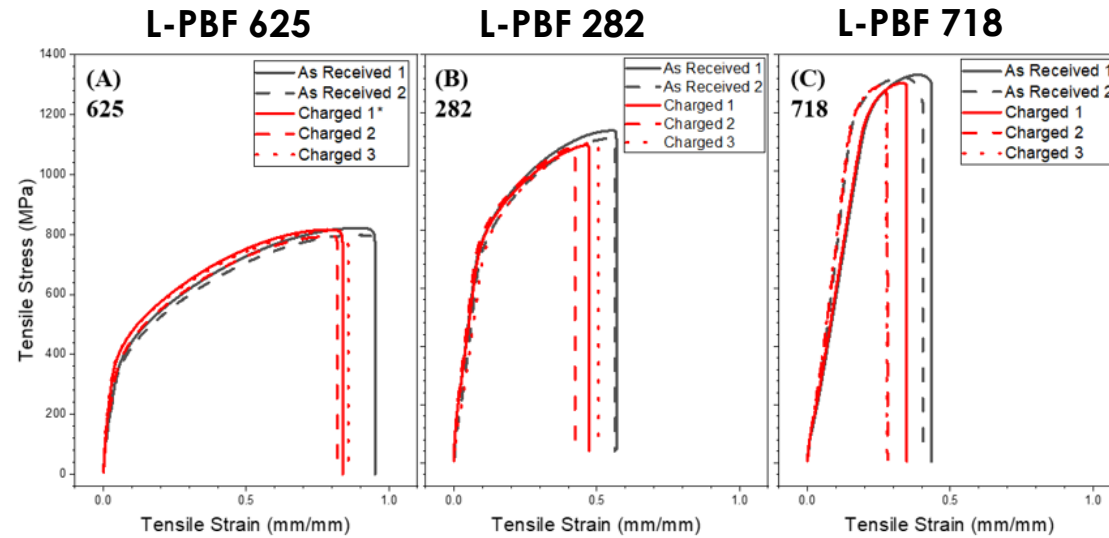 L-PBF 625
L-PBF 282
L-PBF 718
1400
1200
1000
800
600
400
200
0
Tensile Stress (MPa)
(A)
625
As Received 1
As Received 2
Charged 1*
Charged 2
Charged 3
0.0
0.5
1.0
Tensile Strain (mm/mm)
(B)
282
As Received 1
As Received 2
Charged 1
Charged 2
Charged 3
0.0
0.5
1.0
Tensile Strain (mm/mm)
(C)
718
As Received 1
As Received 2
Charged 1
Charged 2
Charged 3
0.0
0.5
1.0
Tensile Strain (mm/mm)